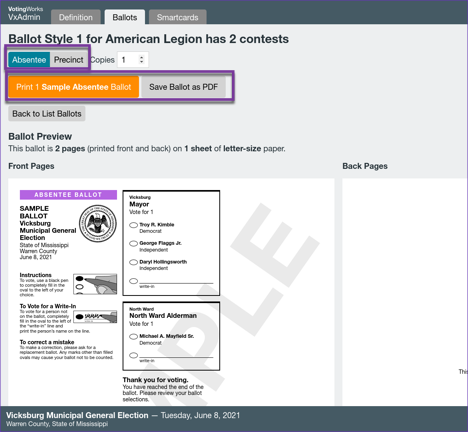 VotingWorks
VxAdmin
Definition
Ballots
Smartcards
Ballot Style 1 for American Legion has 2 contests
Absentee
Precinct
Copies
1
Print 1 Sample Absentee Ballot
Save Ballot as PDF
Back to List Ballots
Ballot Preview
This ballot is 2 pages (printed front and back) on 1 sheet of letter-size paper.
Front Pages
Back Pages
ABSENTEE BALLOT
SAMPLE
BALLOT
Vicksburg
Municipal General
Election
State of Mississippi
Warren County
June 8, 2021
Instructions
To vote, use a black pen
to completely fill in the
oval to the left of your
choice.
To Vote for a Write-In
To vote for a person not
on the ballot, completely
fill in the oval to the left of
the "write-in" line and
print the person's name on the line.
To correct a mistake
To make a correction, please ask for a
replacement ballot. Any marks other than filled
ovals may cause your ballot not to be counted.
Vicksburg
Mayor
Vote for 1
Troy R. Kimble
Democrat
George Flaggs Jr.
Independent
Daryl Hollingsworth
Independent
write-in
North Ward
North Ward Alderman
Vote for 1
Michael A. Mayfield Sr.
Democrat
write-in
Thank you for voting.
You have reached the end of the
ballot. Please review your ballot
selections.
MPLE
Thi
Vicksburg Municipal General Election — Tuesday, June 8, 2021
Warren County, State of Mississippi